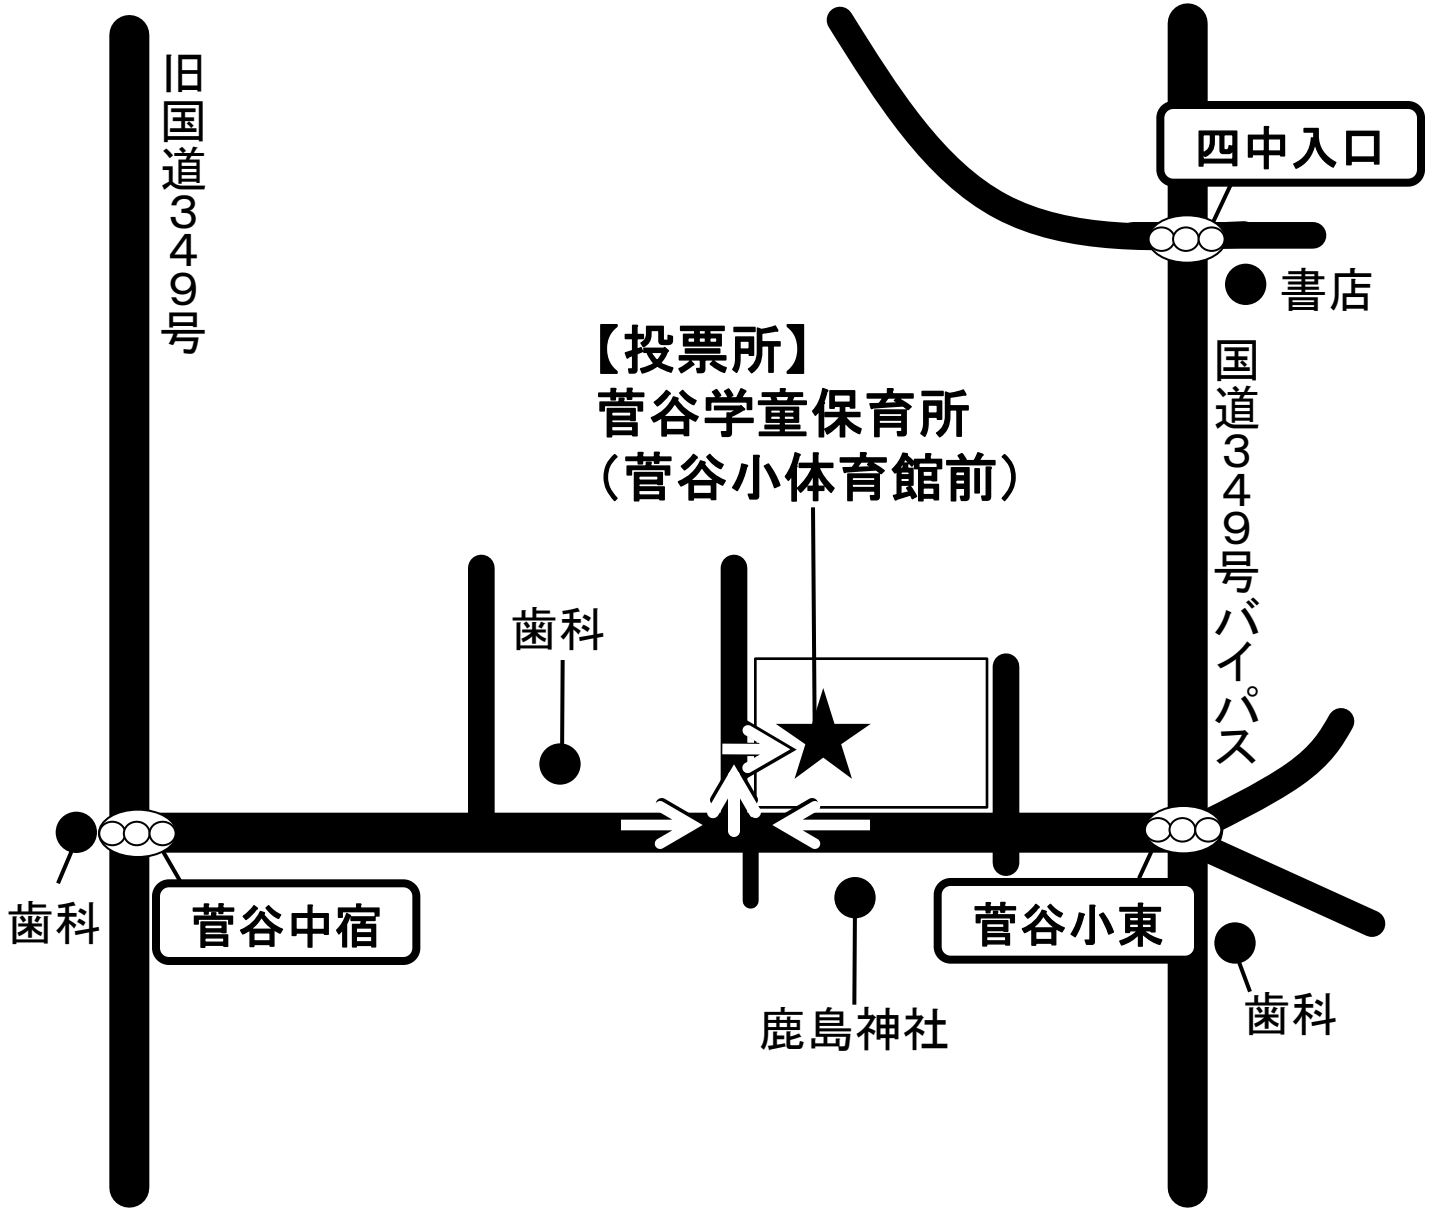 旧国道349号
四中入口
書店
【投票所】
菅谷学童保育所
（菅谷小体育館前）
国道349号バイパス
歯科
歯科
菅谷中宿
菅谷小東
歯科
鹿島神社